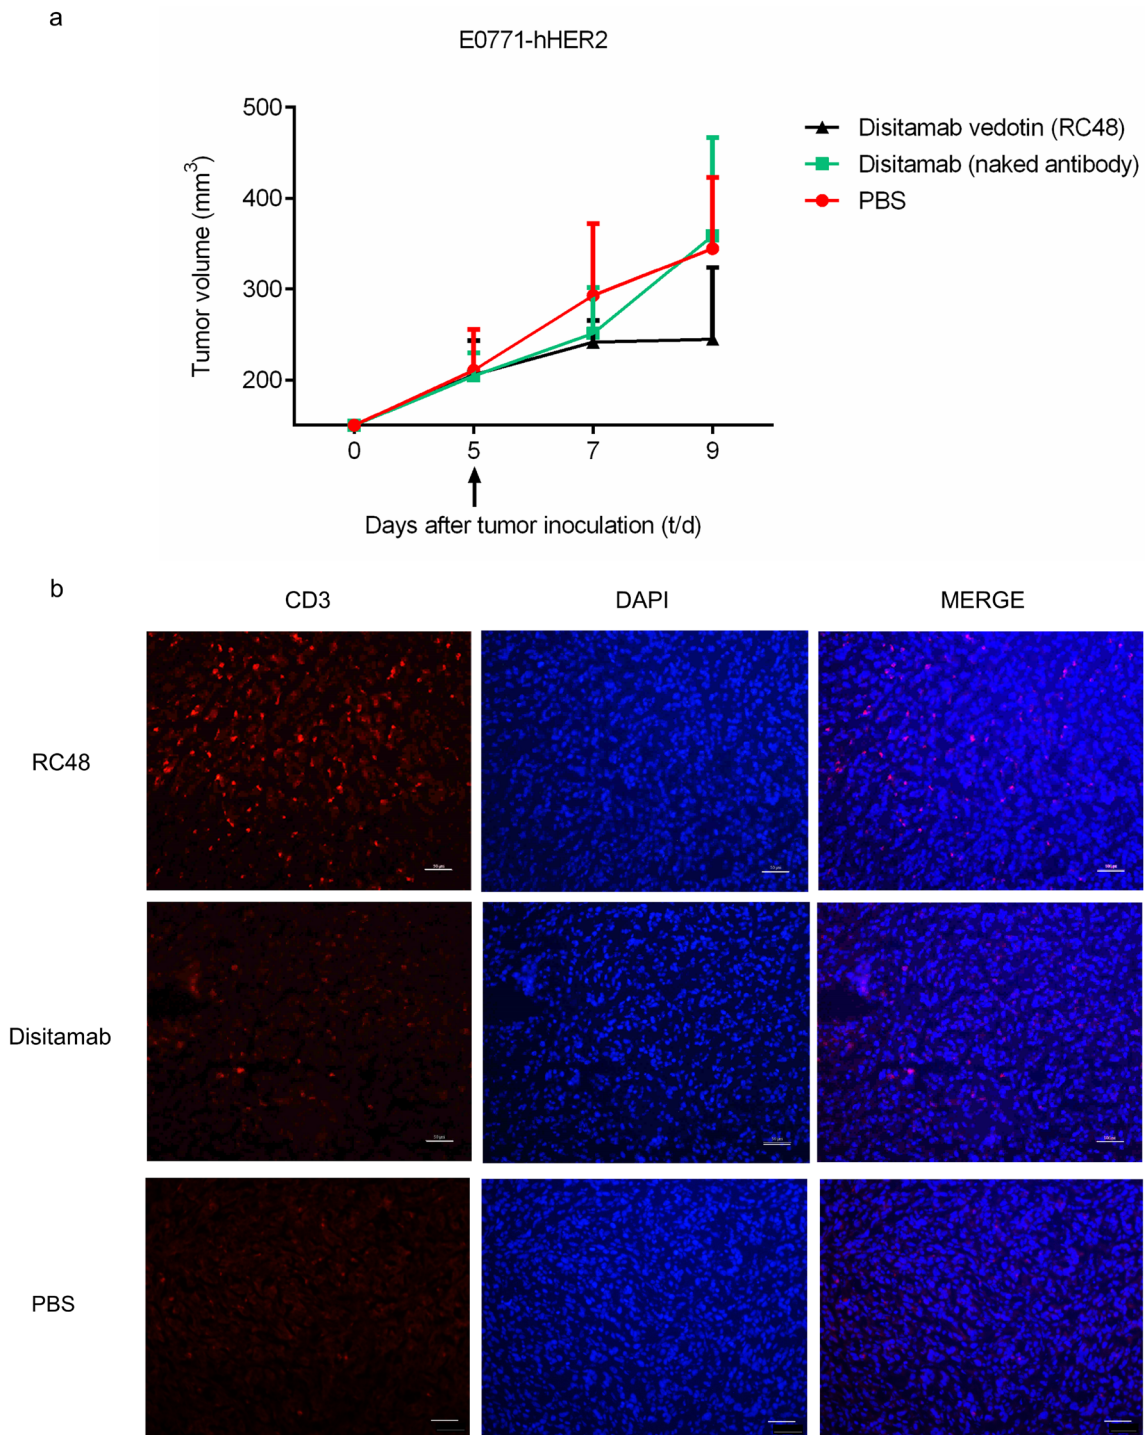 a
E0771-hHER2
Tumor volume (mm³)
500
400
300
200
0 5 7 9
Days after tumor inoculation (t/d)
Disitamab vedotin (RC48)
Disitamab (naked antibody)
PBS
b
CD3 DAPI MERGE
RC48
Disitamab
PBS